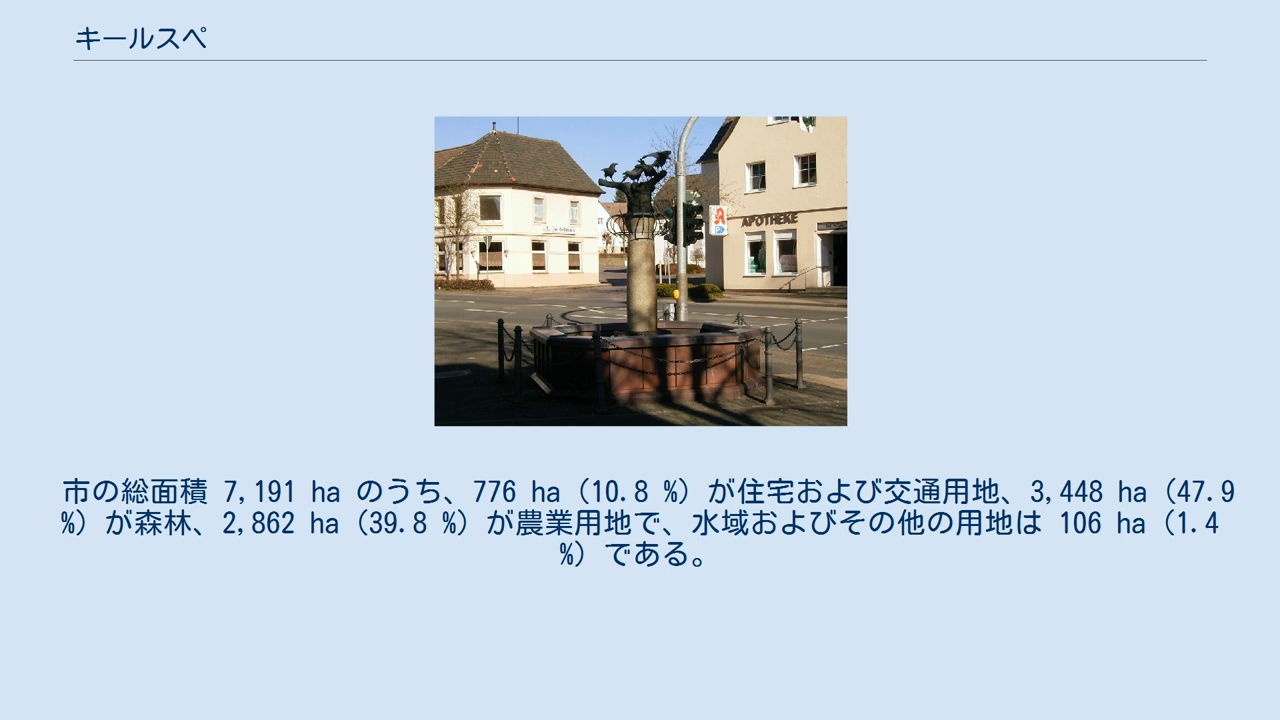 キールスペ
APOTHEKE
市の総面積 7,191 ha のうち、776 ha (10.8 %) が住宅および交通用地、3,448 ha (47.9
%) が森林、2,862 ha (39.8 %) が農業用地で、水域およびその他の用地は 106 ha (1.4
%) である。